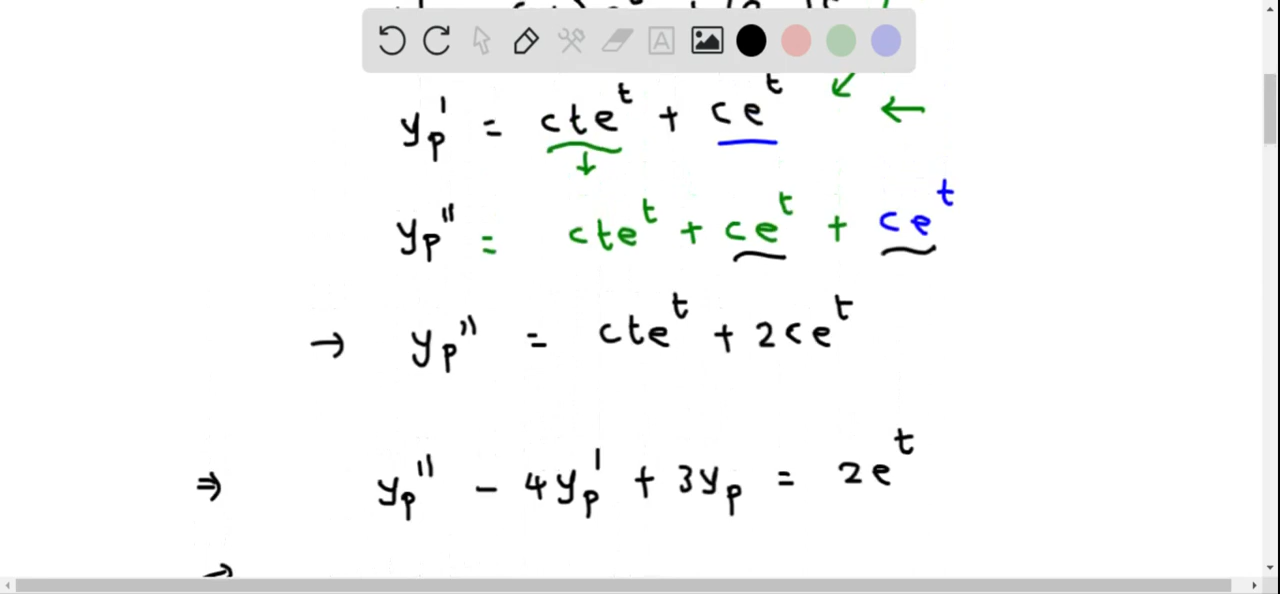 y_p' = cte^t + ce^t
y_p'' = cte^t + ce^t + ce^t
→ y_p'' = cte^t + 2ce^t
⇒ y_p'' - 4y_p' + 3y_p = 2e^t